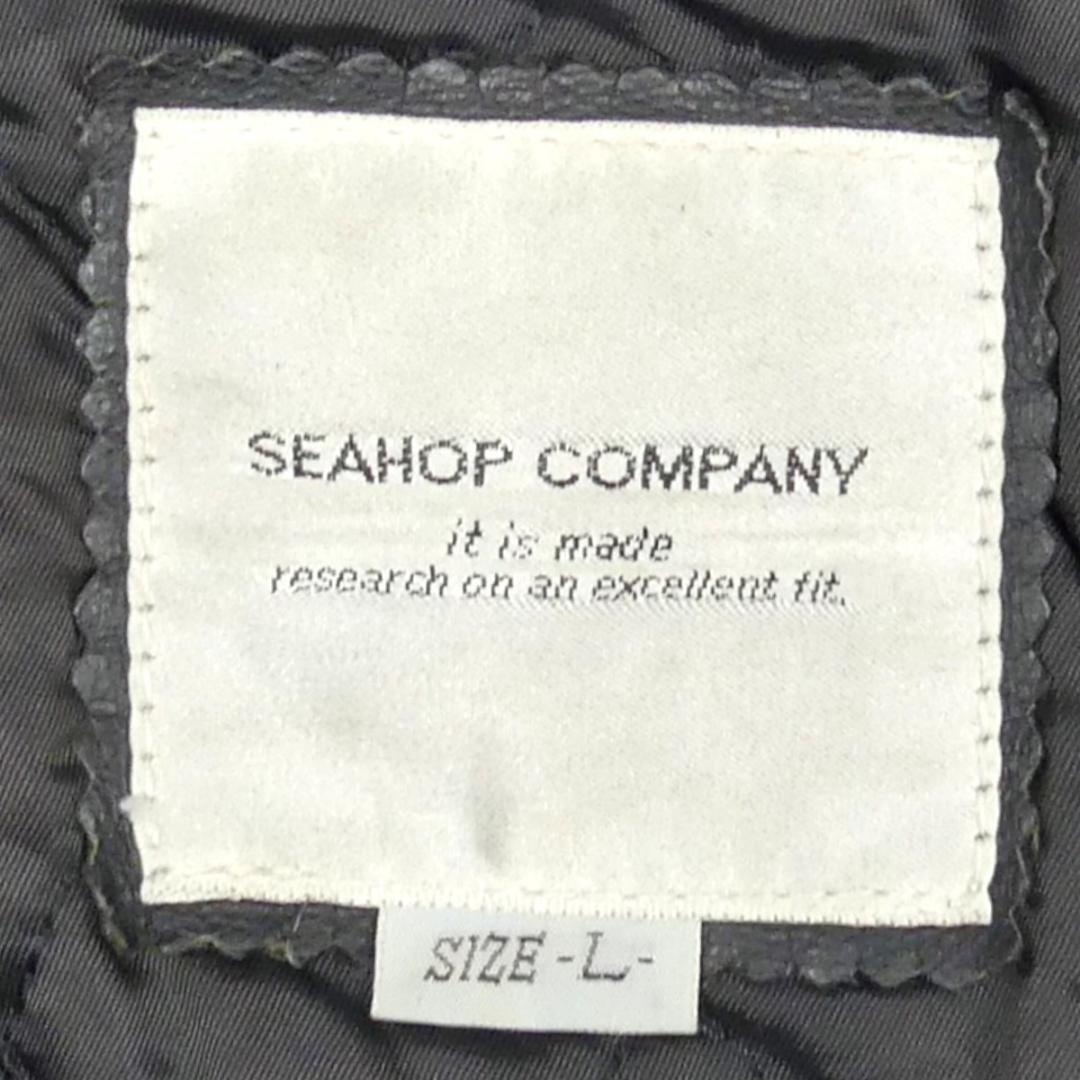 SEAHOP COMPANY
it is made
research on an excellent fit.
SIZE -L-